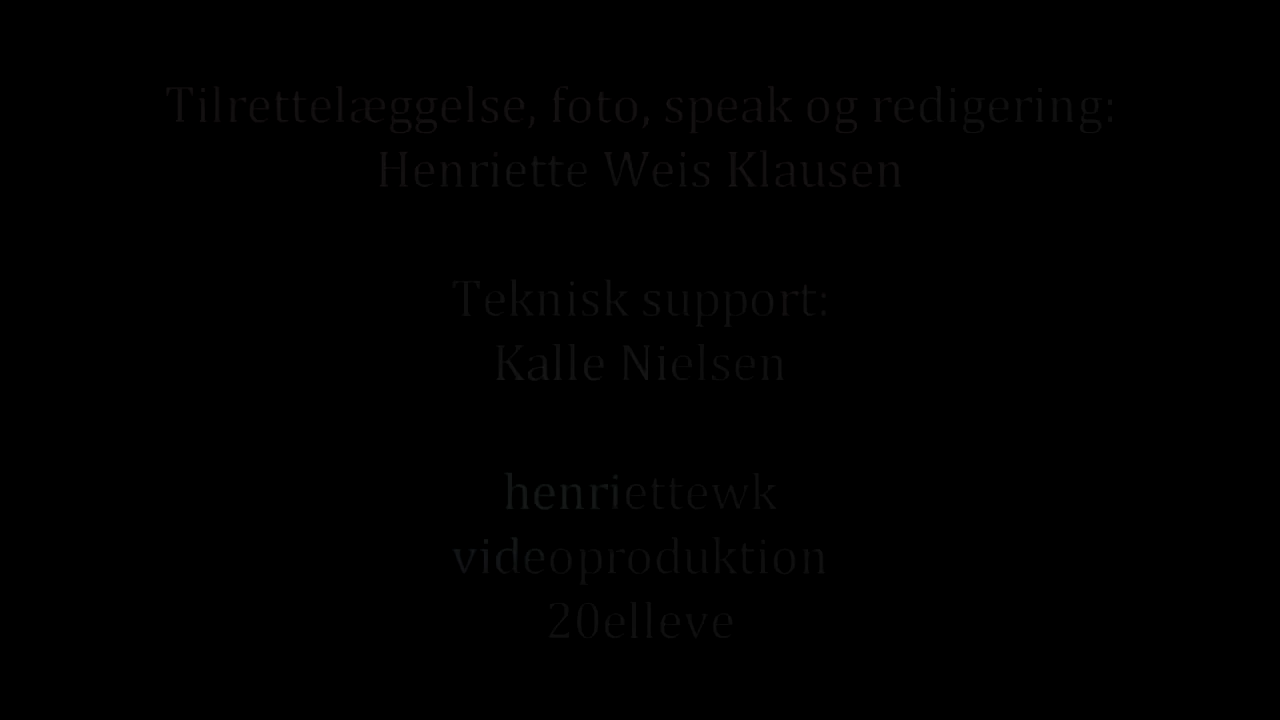 Tilrettelæggelse, foto, speak og redigering:
Henriette Weis Klausen
Teknisk support:
Kalle Nielsen
henriettewk
videoproduktion
20elleve